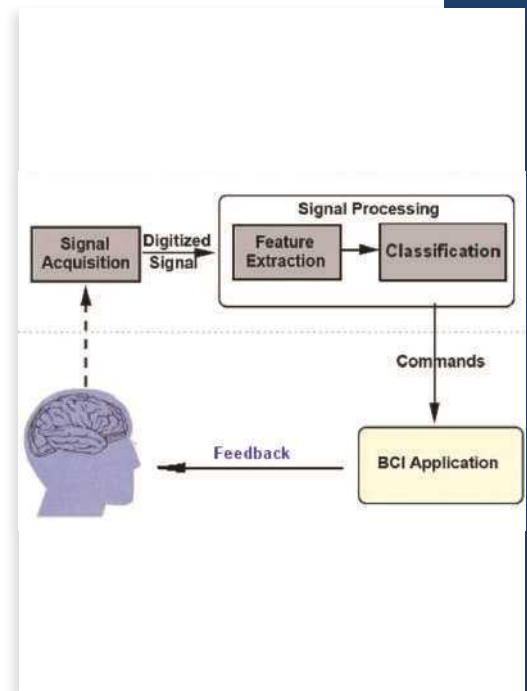 Signal Processing
Signal
Acquisition
Digitized
Signal
Feature
Extraction
Classification
Commands
Feedback
BCI Application